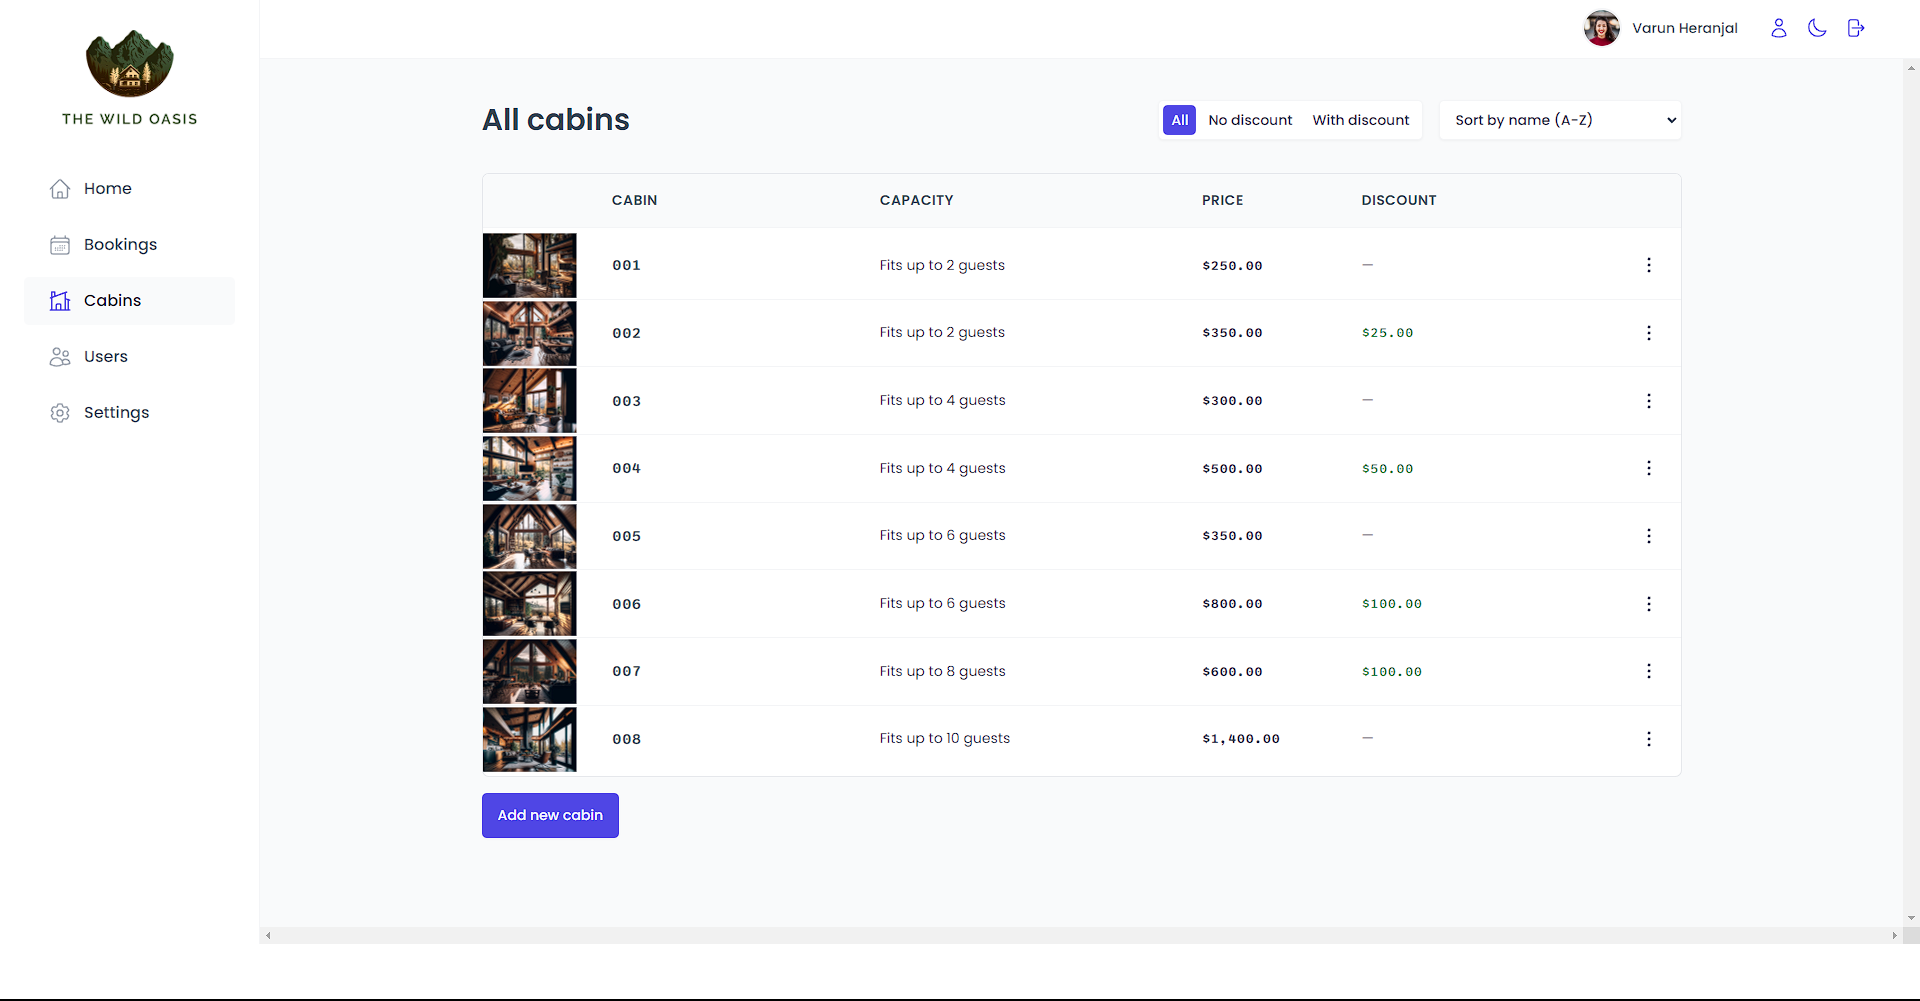 THE WILD OASIS
Home
Bookings
Cabins
Users
Settings
Varun Heranjal
All cabins
All No discount With discount Sort by name (A-Z)
CABIN CAPACITY PRICE DISCOUNT
001 Fits up to 2 guests $250.00 —
002 Fits up to 2 guests $350.00 $25.00
003 Fits up to 4 guests $300.00 —
004 Fits up to 4 guests $500.00 $50.00
005 Fits up to 6 guests $350.00 —
006 Fits up to 6 guests $800.00 $100.00
007 Fits up to 8 guests $600.00 $100.00
008 Fits up to 10 guests $1,400.00 —
Add new cabin